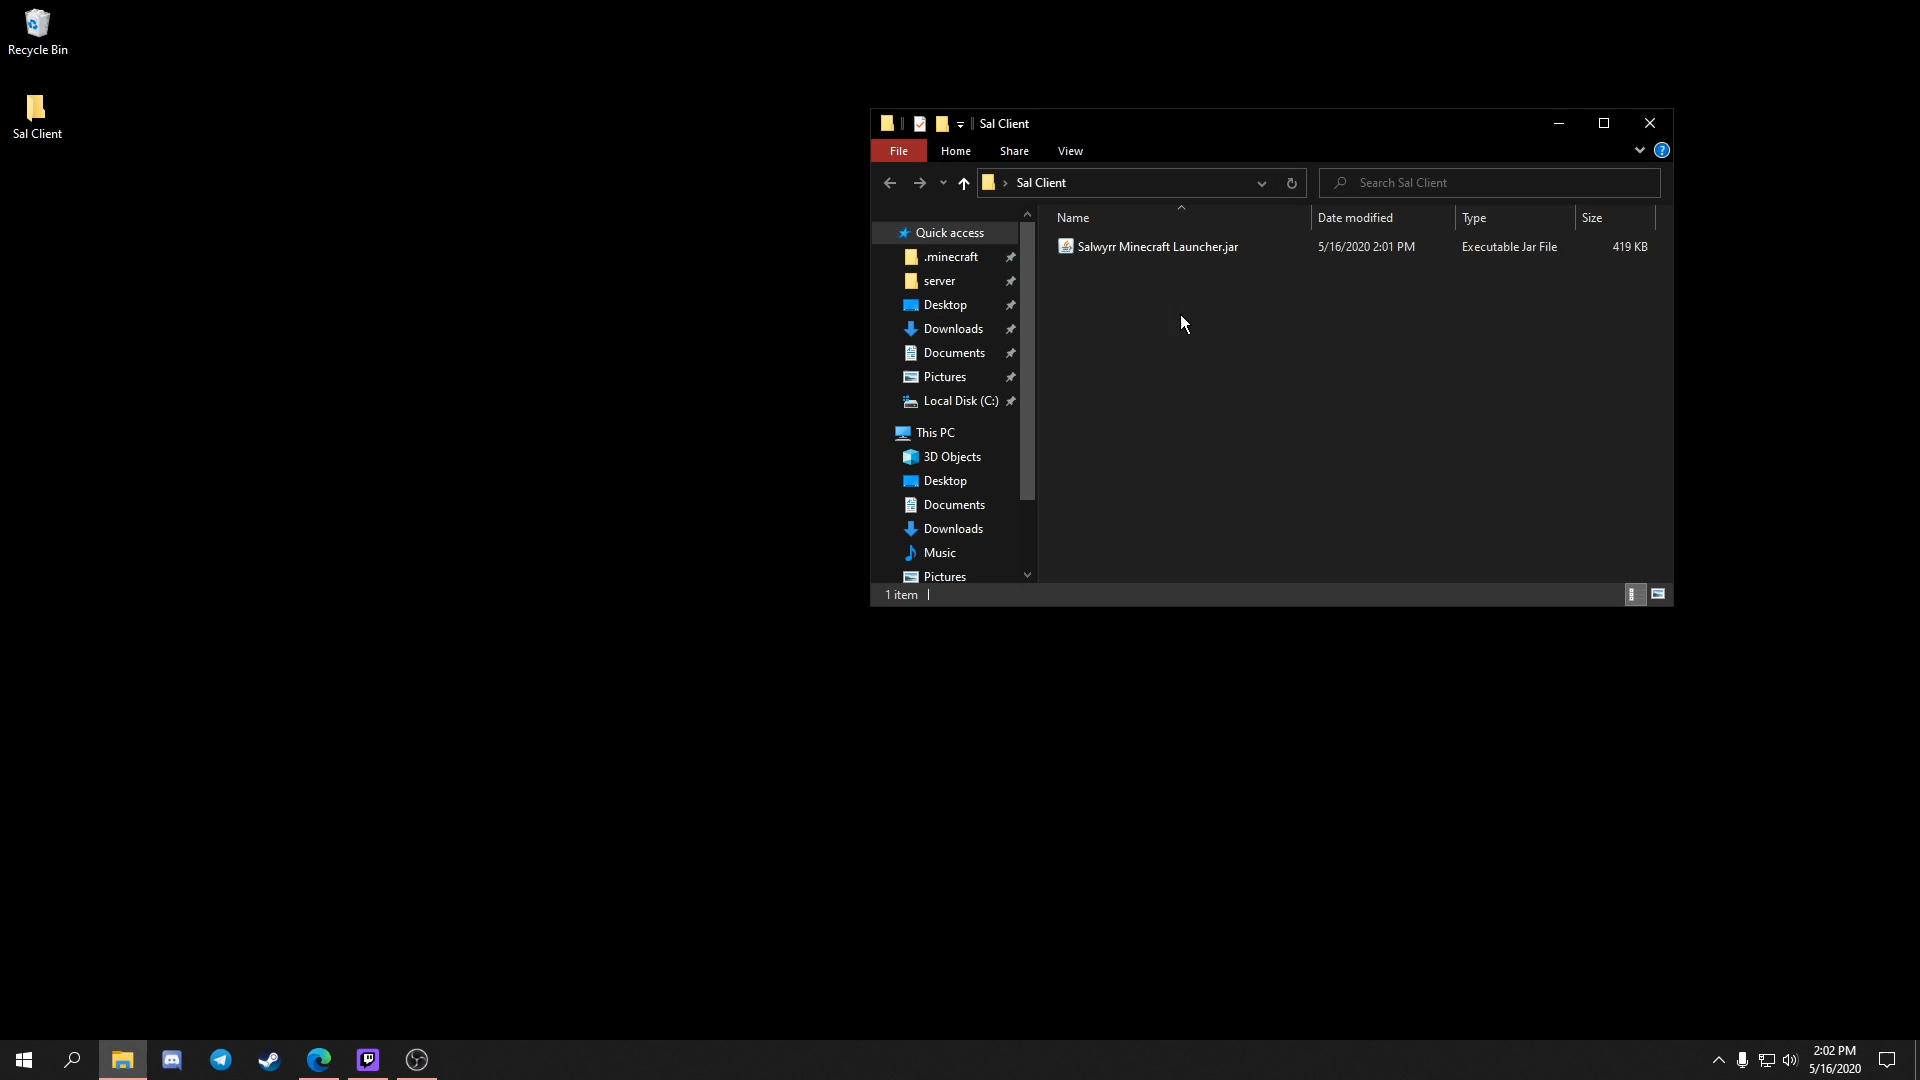 Recycle Bin
Sal Client
Sal Client
File Home Share View
Sal Client
Search Sal Client
Name Date modified Type Size
Salwyrr Minecraft Launcher.jar 5/16/2020 2:01 PM Executable Jar File 419 KB
Quick access
.minecraft
server
Desktop
Downloads
Documents
Pictures
Local Disk (C:)
This PC
3D Objects
Desktop
Documents
Downloads
Music
Pictures
1 item
2:02 PM
5/16/2020